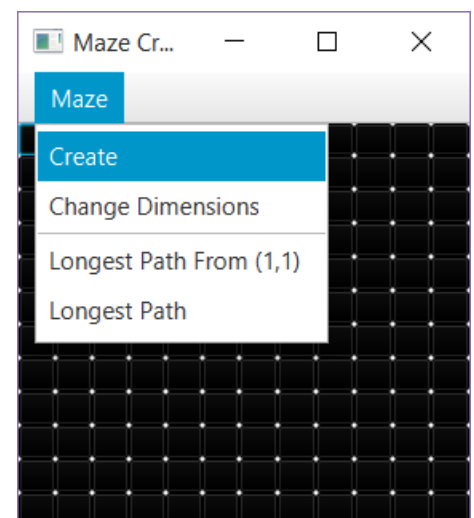 Maze Cr...
Maze
Create
Change Dimensions
Longest Path From (1,1)
Longest Path